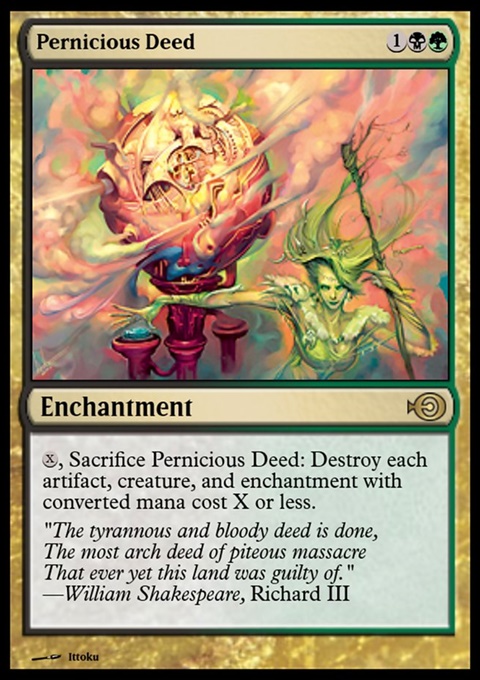 Pernicious Deed 1
Enchantment
X, Sacrifice Pernicious Deed: Destroy each
artifact, creature, and enchantment with
converted mana cost X or less.
"The tyrannous and bloody deed is done,
The most arch deed of piteous massacre
That ever yet this land was guilty of."
—William Shakespeare, Richard III
Ittoku